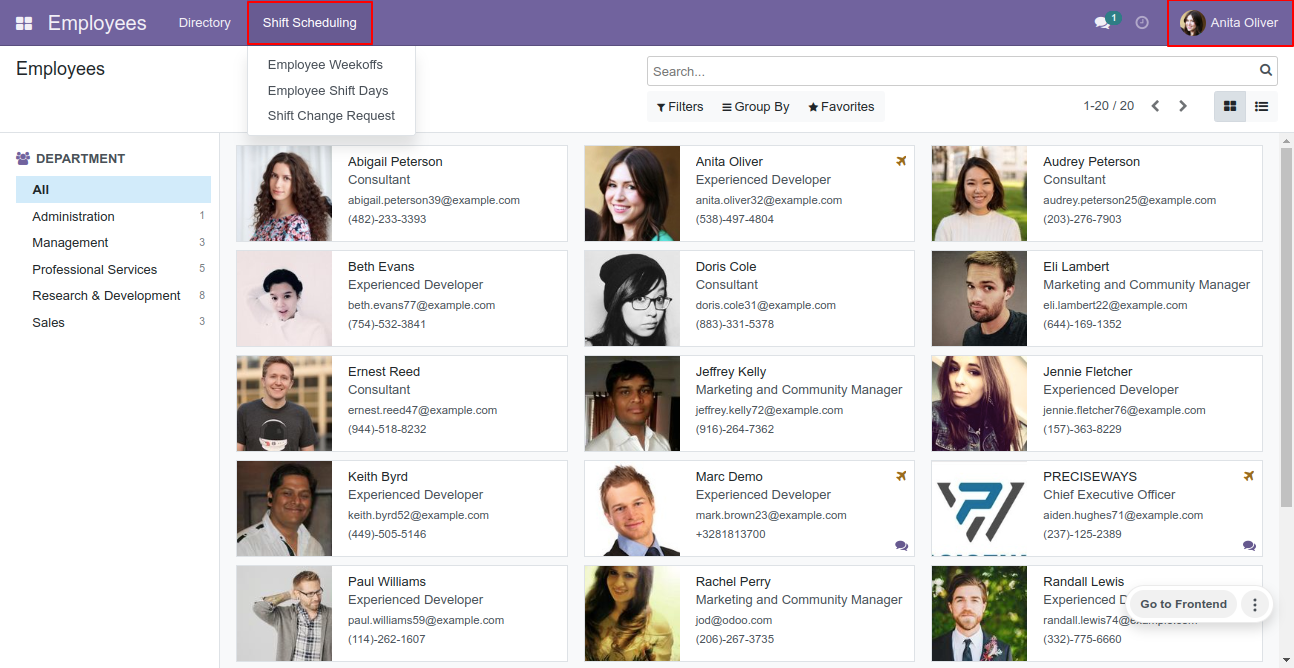 Employees Directory Shift Scheduling 1 Anita Oliver
Employees
Employee Weekoffs
Employee Shift Days
Shift Change Request
Search...
Filters Group By Favorites 1-20 / 20
DEPARTMENT
All
Administration 1
Management 3
Professional Services 5
Research & Development 8
Sales 3
Abigail Peterson
Consultant
abigail.peterson39@example.com
(482)-233-3393
Anita Oliver
Experienced Developer
anita.oliver32@example.com
(538)-497-4804
Audrey Peterson
Consultant
audrey.peterson25@example.com
(203)-276-7903
Beth Evans
Experienced Developer
beth.evans77@example.com
(754)-532-3841
Doris Cole
Consultant
doris.cole31@example.com
(883)-331-5378
Eli Lambert
Marketing and Community Manager
eli.lambert22@example.com
(644)-169-1352
Ernest Reed
Consultant
ernest.reed47@example.com
(944)-518-8232
Jeffrey Kelly
Marketing and Community Manager
jeffrey.kelly72@example.com
(916)-264-7362
Jennie Fletcher
Experienced Developer
jennie.fletcher76@example.com
(157)-363-8229
Keith Byrd
Experienced Developer
keith.byrd52@example.com
(449)-505-5146
Marc Demo
Experienced Developer
mark.brown23@example.com
+3281813700
PRECISEWAYS
Chief Executive Officer
aiden.hughes71@example.com
(237)-125-2389
Paul Williams
Experienced Developer
paul.williams59@example.com
(114)-262-1607
Rachel Perry
Marketing and Community Manager
jod@odoo.com
(206)-267-3735
Randall Lewis
Experienced D
randall.lewis74@example.com
(332)-775-6660
Go to Frontend